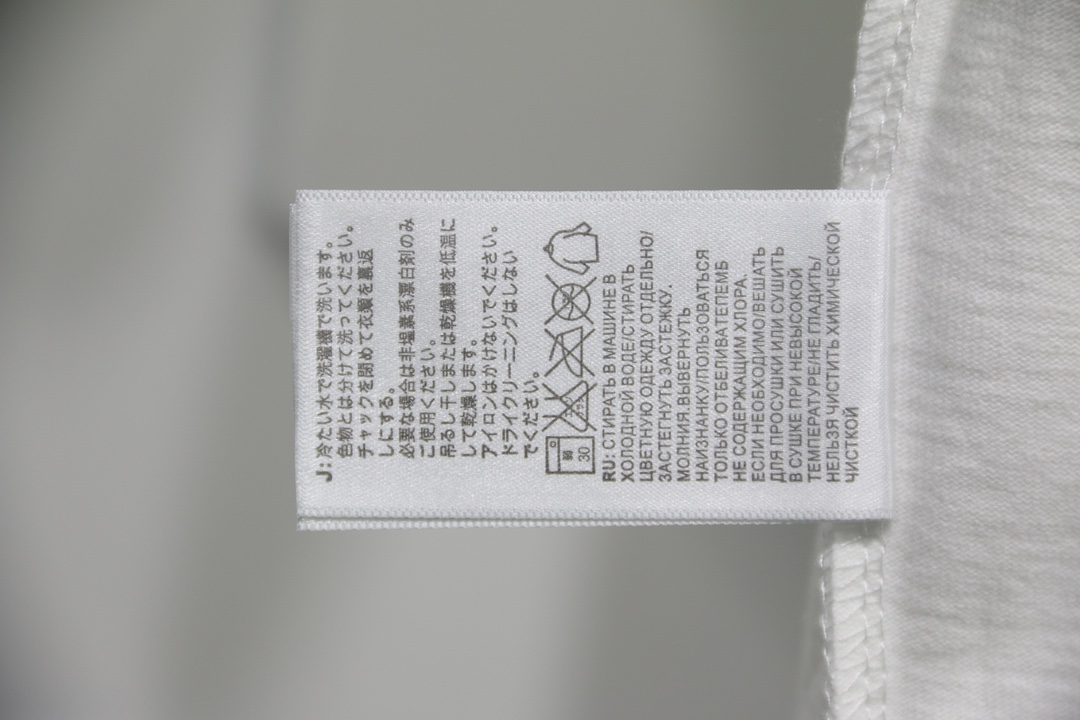 J: 冷たい水で洗濯機で洗います。
色物とは分けて洗ってください。
チャックを閉めて衣類を裏返
しにする。
必要な場合は非塩素系漂白剤のみ
ご使用ください。
吊るし干しまたは乾燥機を低温に
して乾燥します。
アイロンはかけないでください。
ドライクリーニングはしない
でください。
弱
30
RU: СТИРАТЬ В МАШИНЕ В
ХОЛОДНОЙ ВОДЕ/СТИРАТЬ
ЦВЕТНУЮ ОДЕЖДУ ОТДЕЛЬНО/
ЗАСТЕГНУТЬ ЗАСТЕЖКУ.
МОЛНИЯ.ВЫВЕРНУТЬ
НАИЗНАНКУ/ПОЛЬЗОВАТЬСЯ
ТОЛЬКО ОТБЕЛИВАТЕПЕМБ
НЕ СОДЕРЖАЩИМ ХЛОРА.
ЕСЛИ НЕОБХОДИМО/ВЕШАТЬ
ДЛЯ ПРОСУШКИ ИЛИ СУШИТЬ
В СУШКЕ ПРИ НЕВЫСОКОЙ
ТЕМПЕРАТУРЕ/НЕ ГЛАДИТЬ/
НЕЛЬЗЯ ЧИСТИТЬ ХИМИЧЕСКОЙ
ЧИСТКОЙ